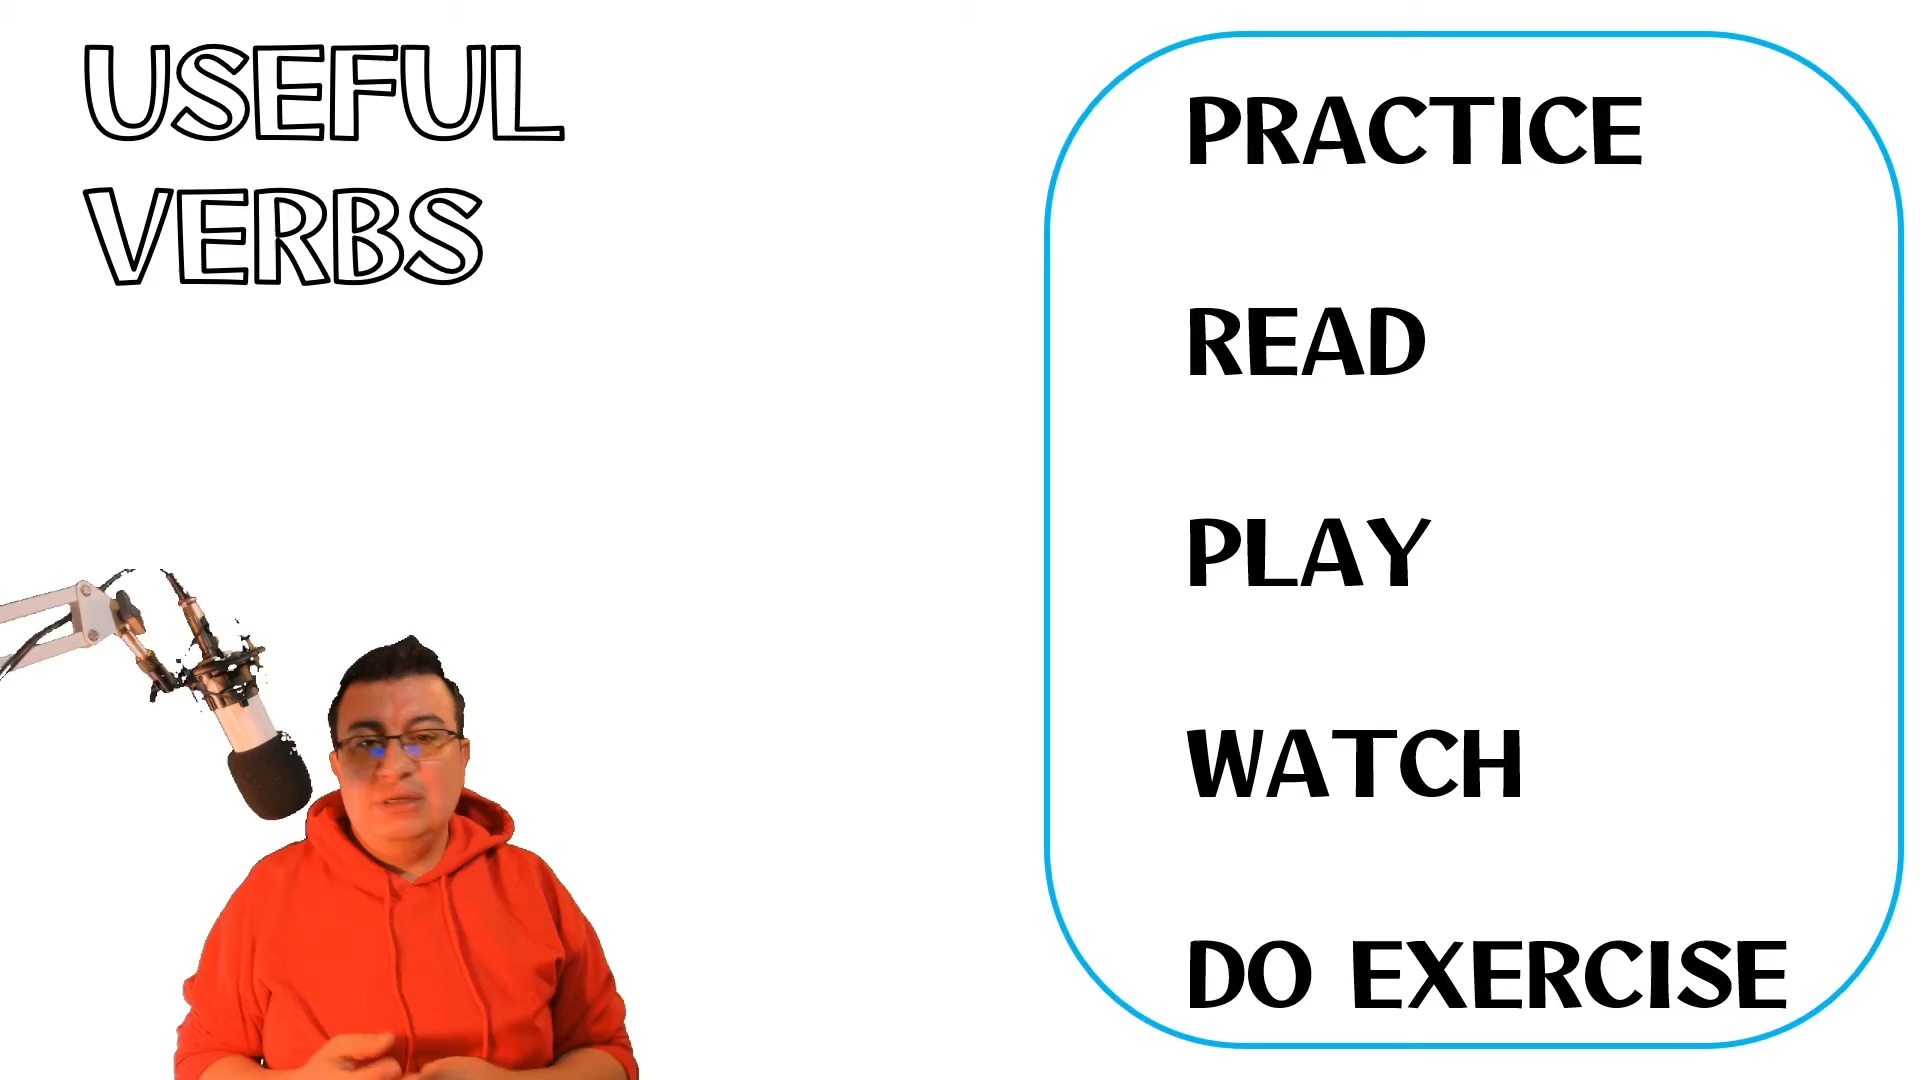 USEFUL
VERBS
PRACTICE
READ
PLAY
WATCH
DO EXERCISE